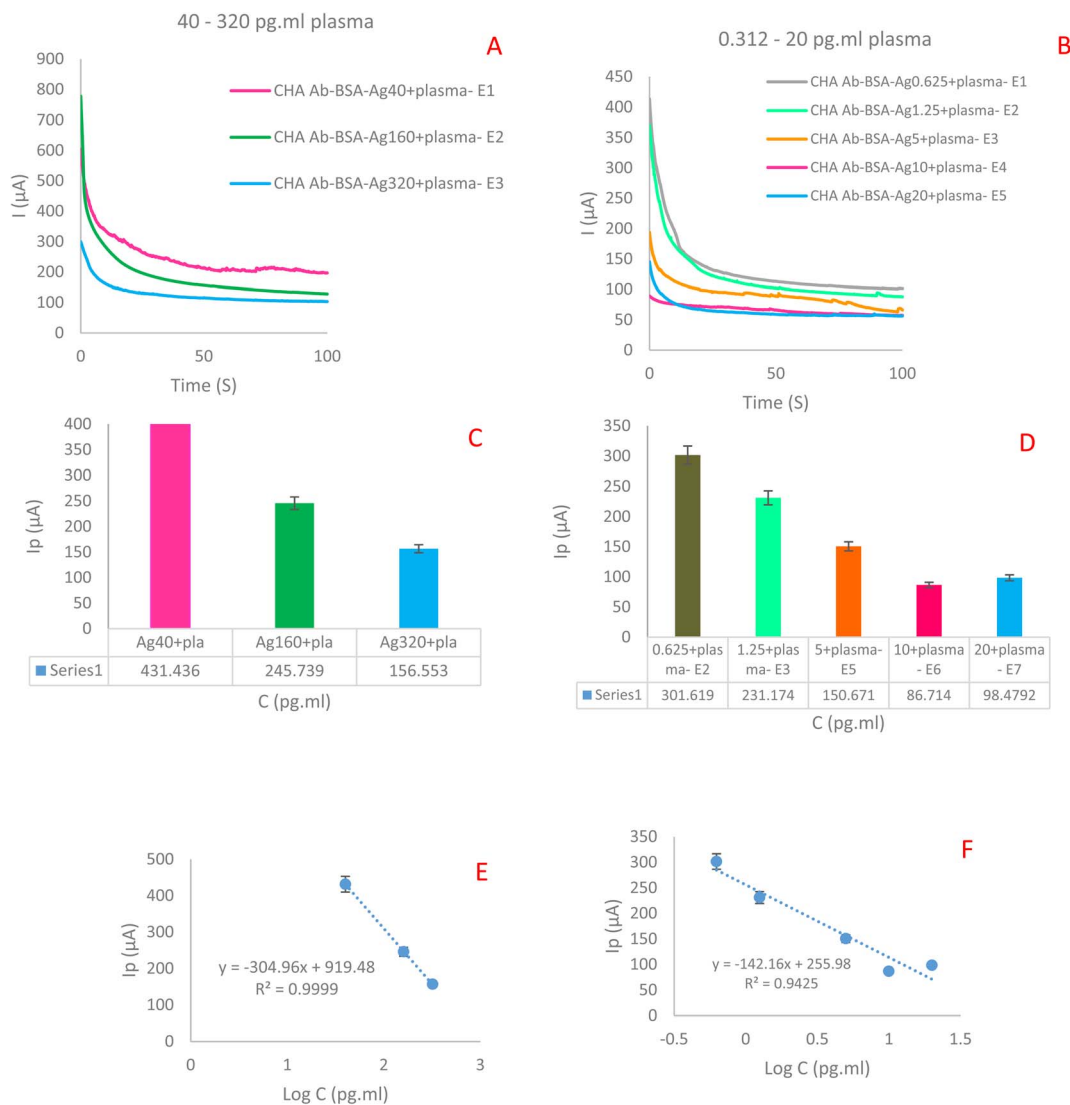 40 - 320 pg.ml plasma
A
I (µA)
900
800
700
600
500
400
300
200
100
0
CHA Ab-BSA-Ag40+plasma- E1
CHA Ab-BSA-Ag160+plasma- E2
CHA Ab-BSA-Ag320+plasma- E3
0
50
100
Time (S)
0.312 - 20 pg.ml plasma
B
I (µA)
450
400
350
300
250
200
150
100
50
0
CHA Ab-BSA-Ag0.625+plasma- E1
CHA Ab-BSA-Ag1.25+plasma- E2
CHA Ab-BSA-Ag5+plasma- E3
CHA Ab-BSA-Ag10+plasma- E4
CHA Ab-BSA-Ag20+plasma- E5
0
50
100
Time (S)
C
Ip (µA)
400
350
300
250
200
150
100
50
0
Ag40+pla
Ag160+pla
Ag320+pla
Series1
431.436
245.739
156.553
C (pg.ml)
D
Ip (µA)
350
300
250
200
150
100
50
0
0.625+plas
ma- E2
1.25+plas
ma- E3
5+plasma-
E5
10+plasma
- E6
20+plasma
- E7
Series1
301.619
231.174
150.671
86.714
98.4792
C (pg.ml)
E
Ip (µA)
500
400
300
200
100
0
y = -304.96x + 919.48
R² = 0.9999
0
1
2
3
Log C (pg.ml)
F
Ip (µA)
350
300
250
200
150
100
50
0
y = -142.16x + 255.98
R² = 0.9425
-0.5
0
0.5
1
1.5
Log C (pg.ml)